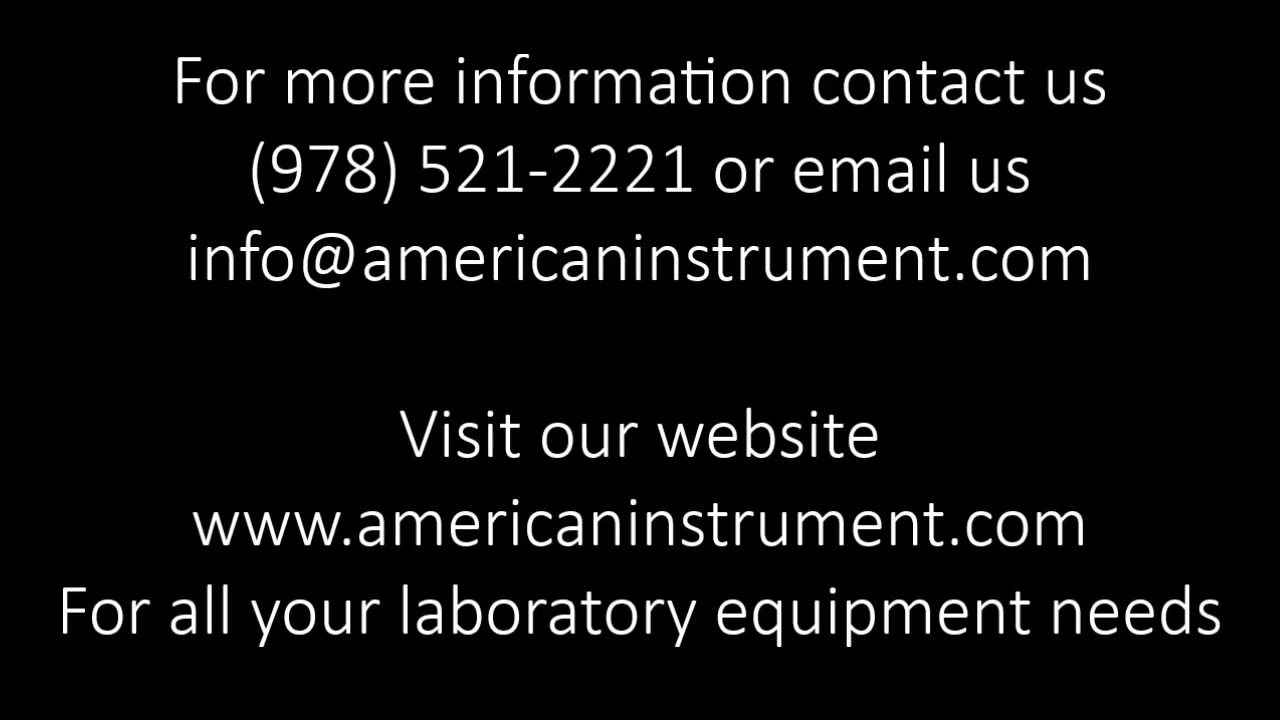 For more information contact us
(978) 521-2221 or email us
info@americaninstrument.com
Visit our website
www.americaninstrument.com
For all your laboratory equipment needs